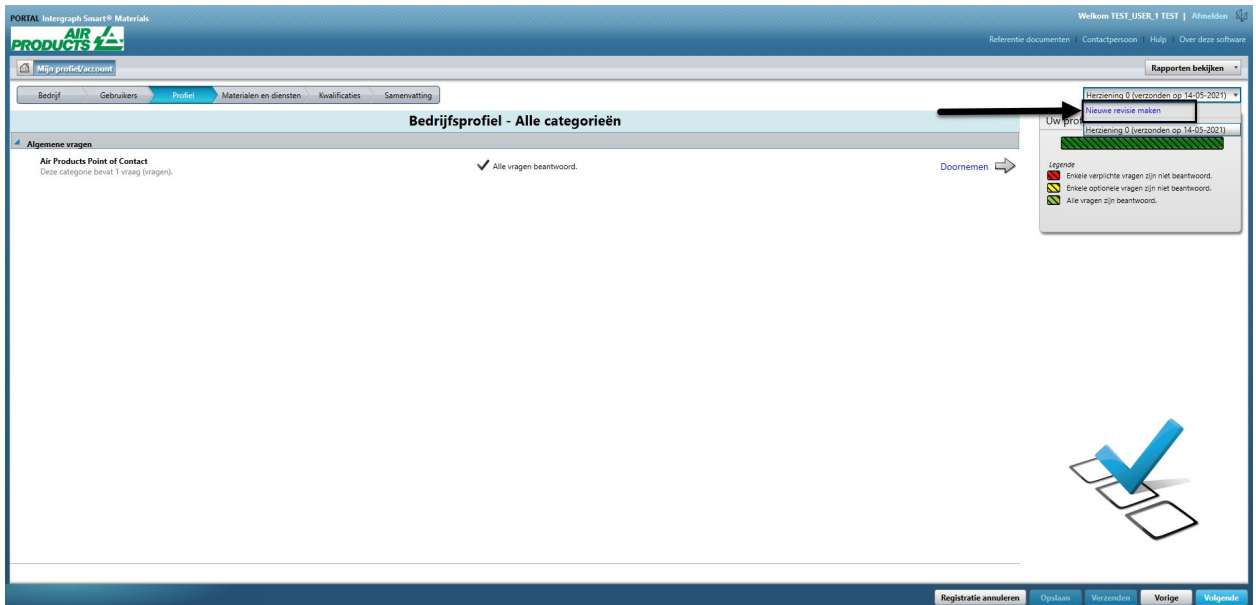 PORTAL Intergraph Smart® Materials
Welkom TEST_USER_1 TEST | Afmelden
AIR
PRODUCTS
Referentie documenten | Contactpersoon | Hulp | Over deze software
Mijn profiel/account
Rapporten bekijken
Bedrijf
Gebruikers
Profiel
Materialen en diensten
Kwalificaties
Samenvatting
Herziening 0 (verzonden op 14-05-2021)
Nieuwe revisie maken
Herziening 0 (verzonden op 14-05-2021)
Bedrijfsprofiel - Alle categorieën
Uw prof
Algemene vragen
Air Products Point of Contact
Deze categorie bevat 1 vraag (vragen).
Alle vragen beantwoord.
Doornemen
Legende
Enkele verplichte vragen zijn niet beantwoord.
Enkele optionele vragen zijn niet beantwoord.
Alle vragen zijn beantwoord.
Registratie annuleren
Opslaan
Verzenden
Vorige
Volgende